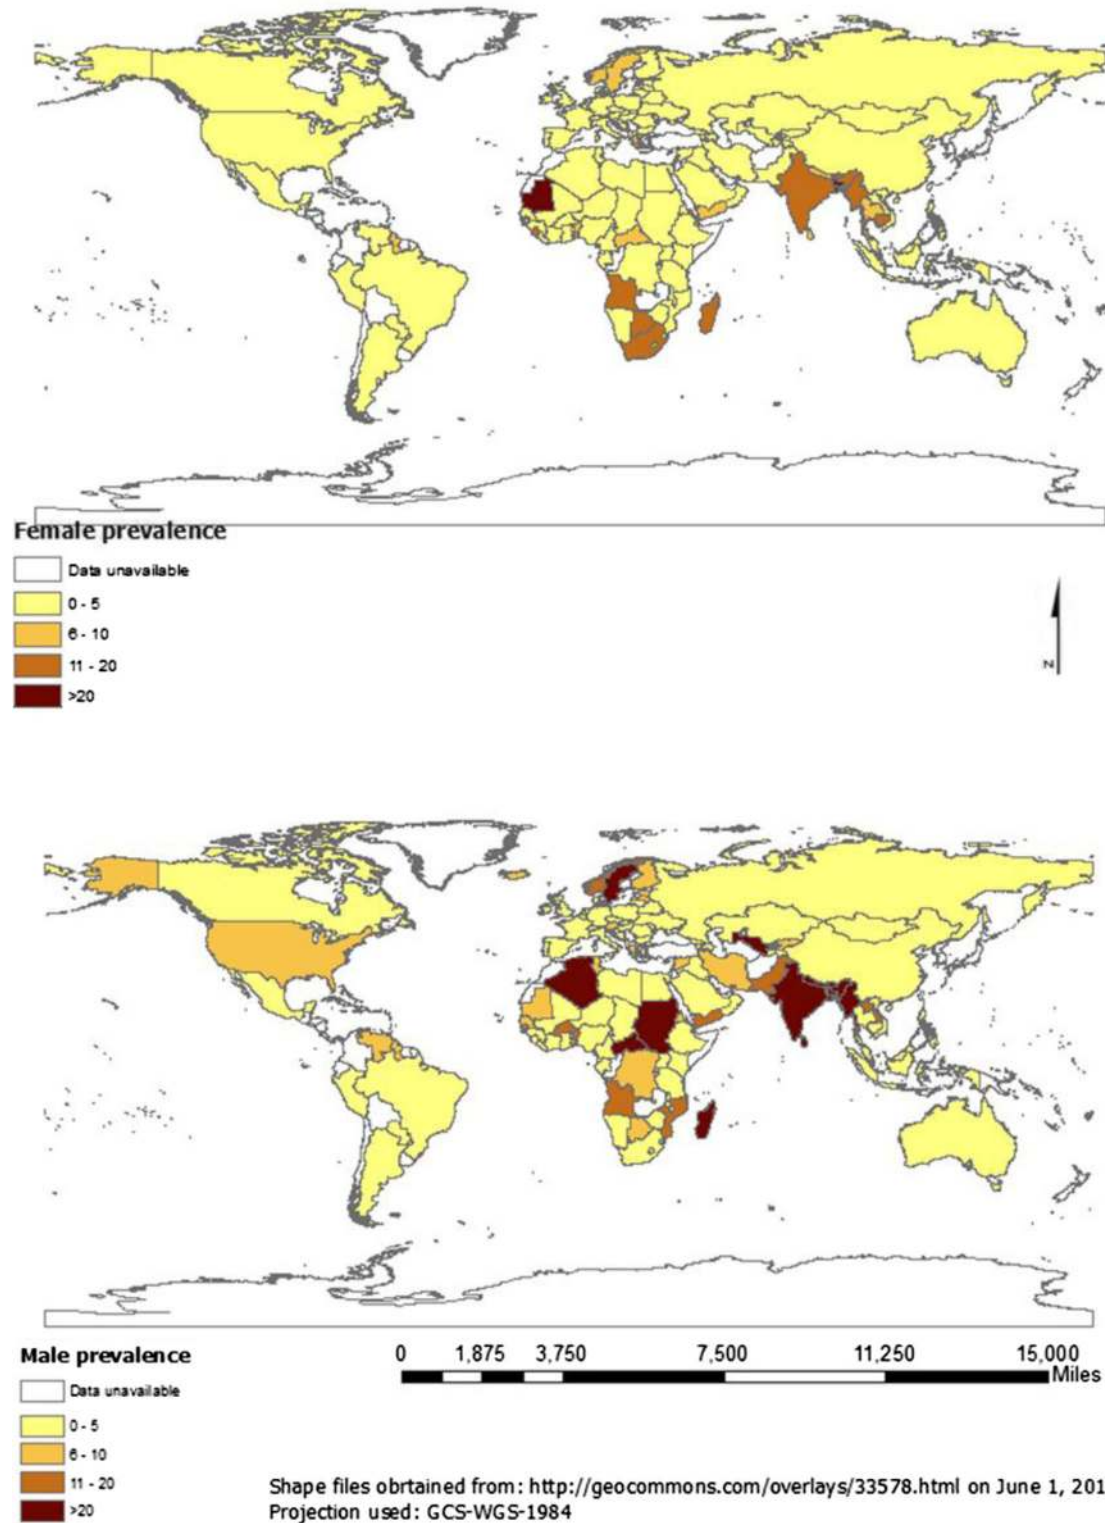 Female prevalence
Data unavailable
0 - 5
6 - 10
11 - 20
>20
N
Male prevalence
Data unavailable
0 - 5
6 - 10
11 - 20
>20
0 1,875 3,750 7,500 11,250 15,000
Miles
Shape files obrtained from: http://geocommons.com/overlays/33578.html on June 1, 201
Projection used: GCS-WGS-1984